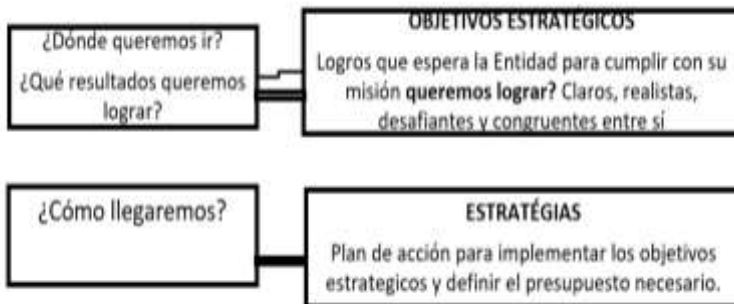 ¿Dónde queremos ir?
¿Qué resultados queremos
lograr?
OBJETIVOS ESTRATÉGICOS
Logros que espera la Entidad para cumplir con su
misión queremos lograr? Claros, realistas,
desafiantes y congruentes entre sí
¿Cómo llegaremos?
ESTRATÉGIAS
Plan de acción para implementar los objetivos
estrategicos y definir el presupuesto necesario.